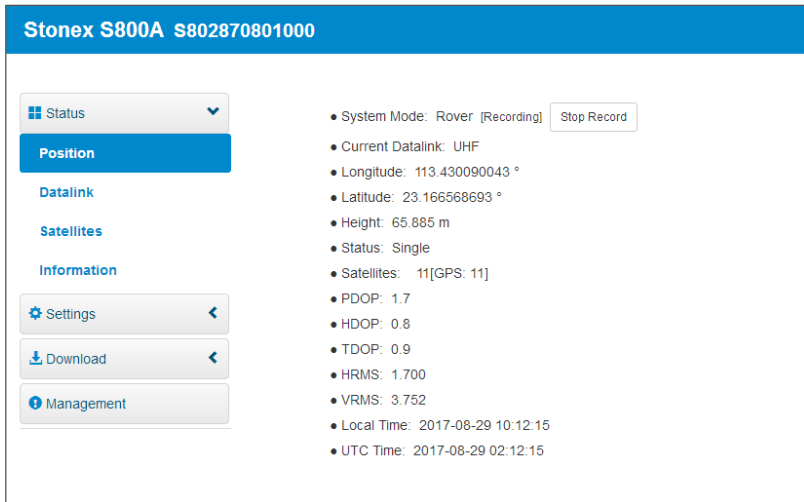 Stonex S800A S802870801000
Status
Position
Datalink
Satellites
Information
Settings
Download
Management
● System Mode: Rover [Recording] Stop Record
● Current Datalink: UHF
● Longitude: 113.430090043 °
● Latitude: 23.166568693 °
● Height: 65.885 m
● Status: Single
● Satellites: 11[GPS: 11]
● PDOP: 1.7
● HDOP: 0.8
● TDOP: 0.9
● HRMS: 1.700
● VRMS: 3.752
● Local Time: 2017-08-29 10:12:15
● UTC Time: 2017-08-29 02:12:15